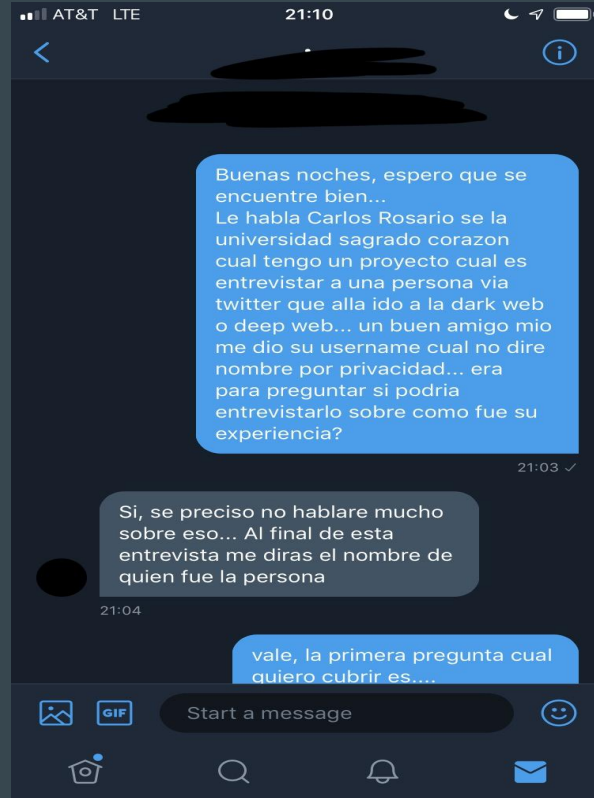 AT&T LTE 21:10
Buenas noches, espero que se
encuentre bien...
Le habla Carlos Rosario se la
universidad sagrado corazon
cual tengo un proyecto cual es
entrevistar a una persona via
twitter que alla ido a la dark web
o deep web... un buen amigo mio
me dio su username cual no dire
nombre por privacidad... era
para preguntar si podria
entrevistarlo sobre como fue su
experiencia?
21:03 ✓
Si, se preciso no hablare mucho
sobre eso... Al final de esta
entrevista me diras el nombre de
quien fue la persona
21:04
vale, la primera pregunta cual
quiero cubrir es....
GIF Start a message